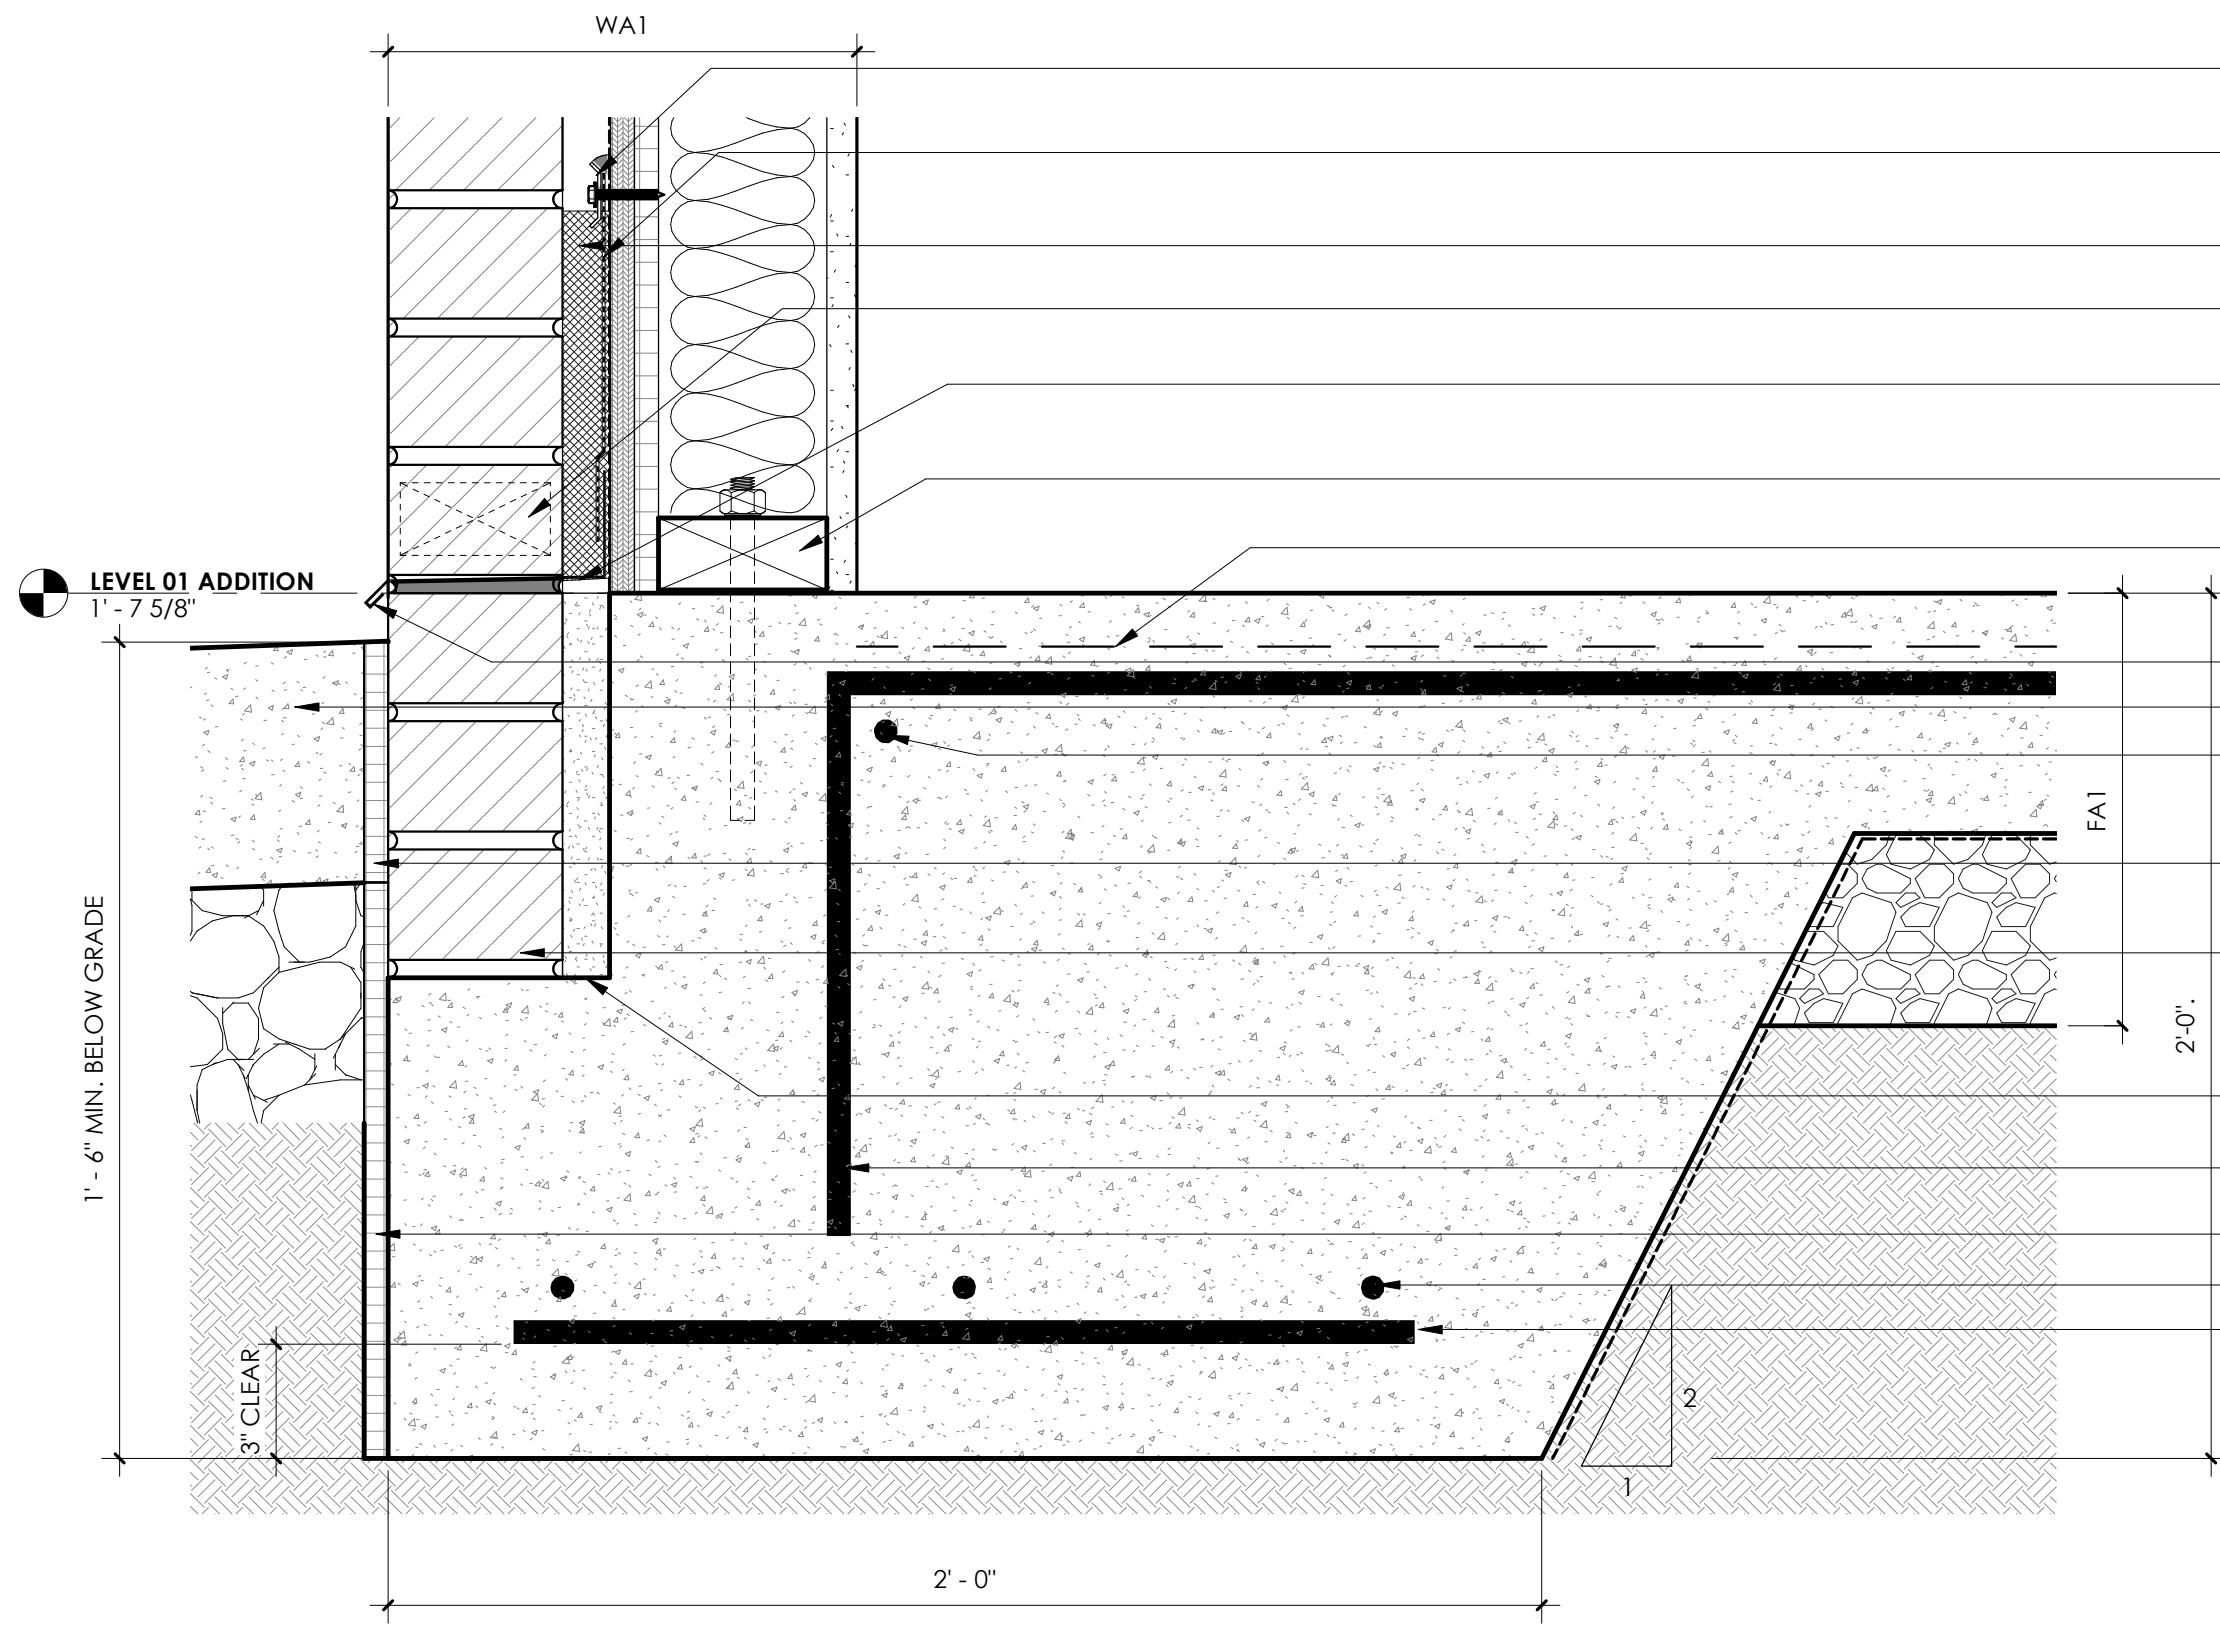 WA1
LEVEL 01 ADDITION
1' - 7 5/8"
FA1
1' - 6" MIN. BELOW GRADE
2'-0".
3" CLEAR
2
1
2' - 0"